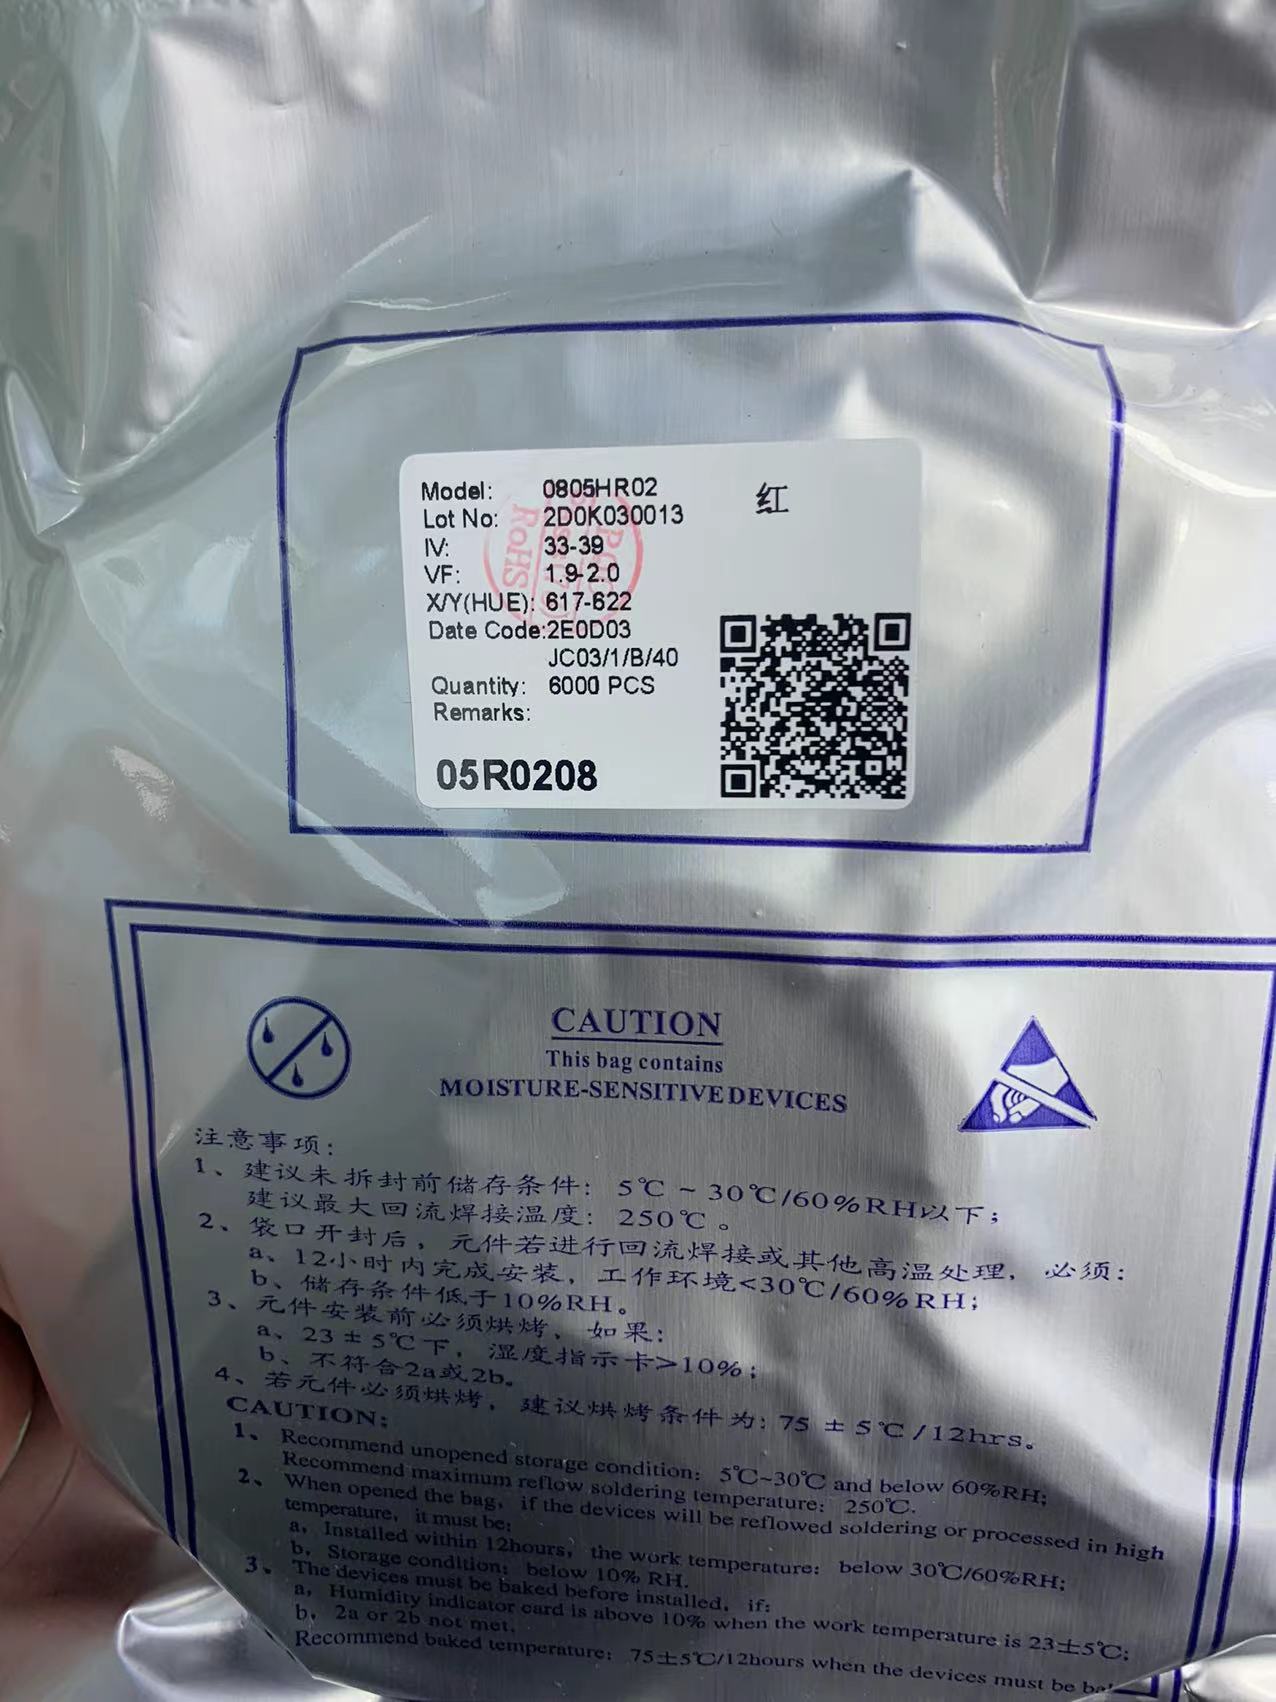 Model: 0805HR02 红
Lot No: 2D0K030013
IV: 33-39
VF: 1.9-2.0
X/Y(HUE): 617-622
Date Code:2E0D03
JC03/1/B/40
Quantity: 6000 PCS
Remarks:
05R0208
RoHS
CAUTION
This bag contains
MOISTURE-SENSITIVE DEVICES
注意事项:
1、建议未拆封前储存条件: 5℃ ~ 30℃/60%RH以下;
建议最大回流焊接温度: 250℃。
2、袋口开封后, 元件若进行回流焊接或其他高温处理, 必须:
a、12小时内完成安装, 工作环境<30℃/60%RH;
b、储存条件低于10%RH。
3、元件安装前必须烘烤, 如果:
a、23±5℃下, 湿度指示卡>10%;
b、不符合2a或2b。
4、若元件必须烘烤, 建议烘烤条件为: 75 ± 5℃/12hrs。
CAUTION:
1、Recommend unopened storage condition: 5℃~30℃ and below 60%RH;
Recommend maximum reflow soldering temperature: 250℃.
2、When opened the bag, if the devices will be reflowed soldering or processed in high
temperature, it must be:
a, Installed within 12hours, the work temperature: below 30℃/60%RH;
b, Storage condition: below 10% RH.
3、The devices must be baked before installed, if:
a, Humidity indicator card is above 10% when the work temperature is 23±5℃;
b, 2a or 2b not met.
Recommend baked temperature: 75±5℃/12hours when the devices must be